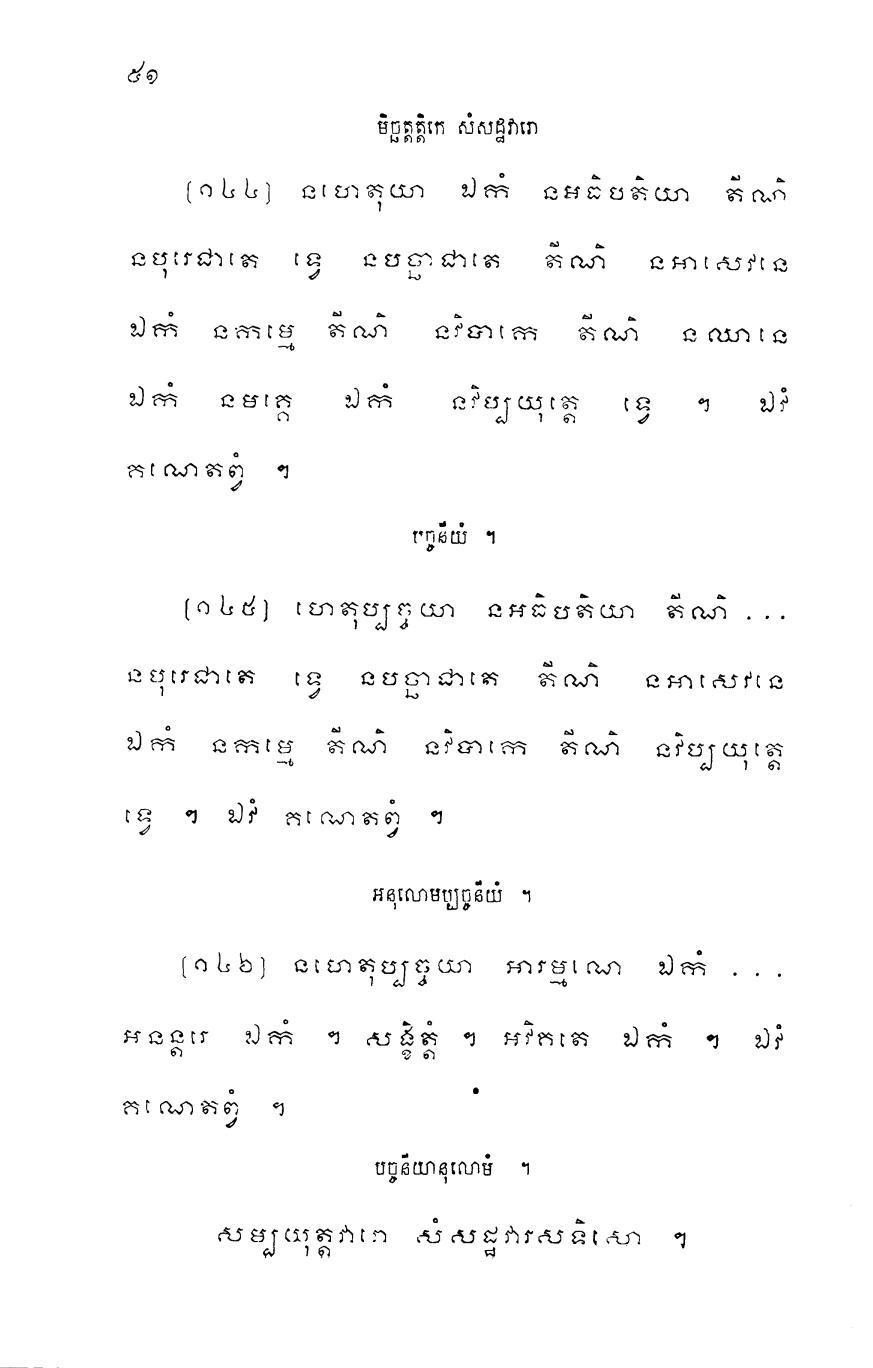 ៥១
មិច្ឆត្តត្តិកេ សំសដ្ឋវារោ
[១៤៤] នហេតុយា ឯកំ នអធិបតិយា តីណិ
នបុរេជាតេ ទ្វេ នបច្ឆាជាតេ តីណិ នអាសេវនេ
ឯកំ នកម្មេ តីណិ នវិបាកេ តីណិ នឈានេ
ឯកំ នមគ្គេ ឯកំ នវិប្បយុត្តេ ទ្វេ ។ ឯវំ
គណេតព្វំ ។
បច្ចនីយំ ។
[១៤៥] ហេតុប្បច្ចយា នអធិបតិយា តីណិ ...
នបុរេជាតេ ទ្វេ នបច្ឆាជាតេ តីណិ នអាសេវនេ
ឯកំ នកម្មេ តីណិ នវិបាកេ តីណិ នវិប្បយុត្តេ
ទ្វេ ។ ឯវំ គណេតព្វំ ។
អនុលោមប្បច្ចនីយំ ។
[១៤៦] នហេតុប្បច្ចយា អារម្មណេ ឯកំ ...
អនន្តរេ ឯកំ ។ សង្ខិត្តំ ។ អវិគតេ ឯកំ ។ ឯវំ
គណេតព្វំ ។
បច្ចនីយានុលោមំ ។
សម្បយុត្តវារោ សំសដ្ឋវារសទិសោ ។